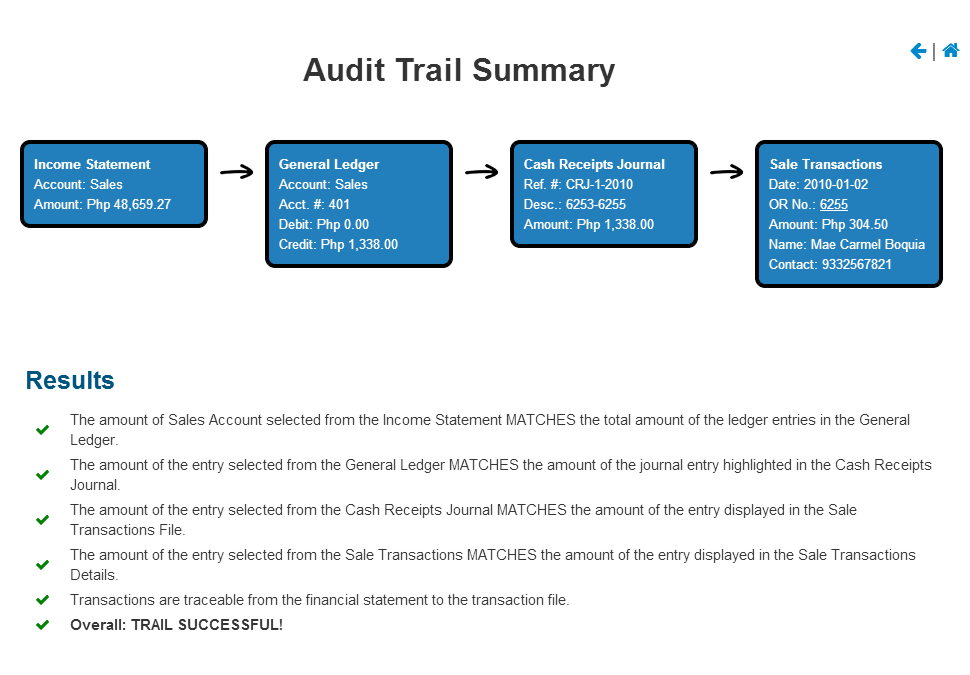 Audit Trail Summary
Income Statement
Account: Sales
Amount: Php 48,659.27
General Ledger
Account: Sales
Acct. #: 401
Debit: Php 0.00
Credit: Php 1,338.00
Cash Receipts Journal
Ref. #: CRJ-1-2010
Desc.: 6253-6255
Amount: Php 1,338.00
Sale Transactions
Date: 2010-01-02
OR No.: 6255
Amount: Php 304.50
Name: Mae Carmel Boquia
Contact: 9332567821
Results
The amount of Sales Account selected from the Income Statement MATCHES the total amount of the ledger entries in the General
Ledger.
The amount of the entry selected from the General Ledger MATCHES the amount of the journal entry highlighted in the Cash Receipts
Journal.
The amount of the entry selected from the Cash Receipts Journal MATCHES the amount of the entry displayed in the Sale
Transactions File.
The amount of the entry selected from the Sale Transactions MATCHES the amount of the entry displayed in the Sale Transactions
Details.
Transactions are traceable from the financial statement to the transaction file.
Overall: TRAIL SUCCESSFUL!